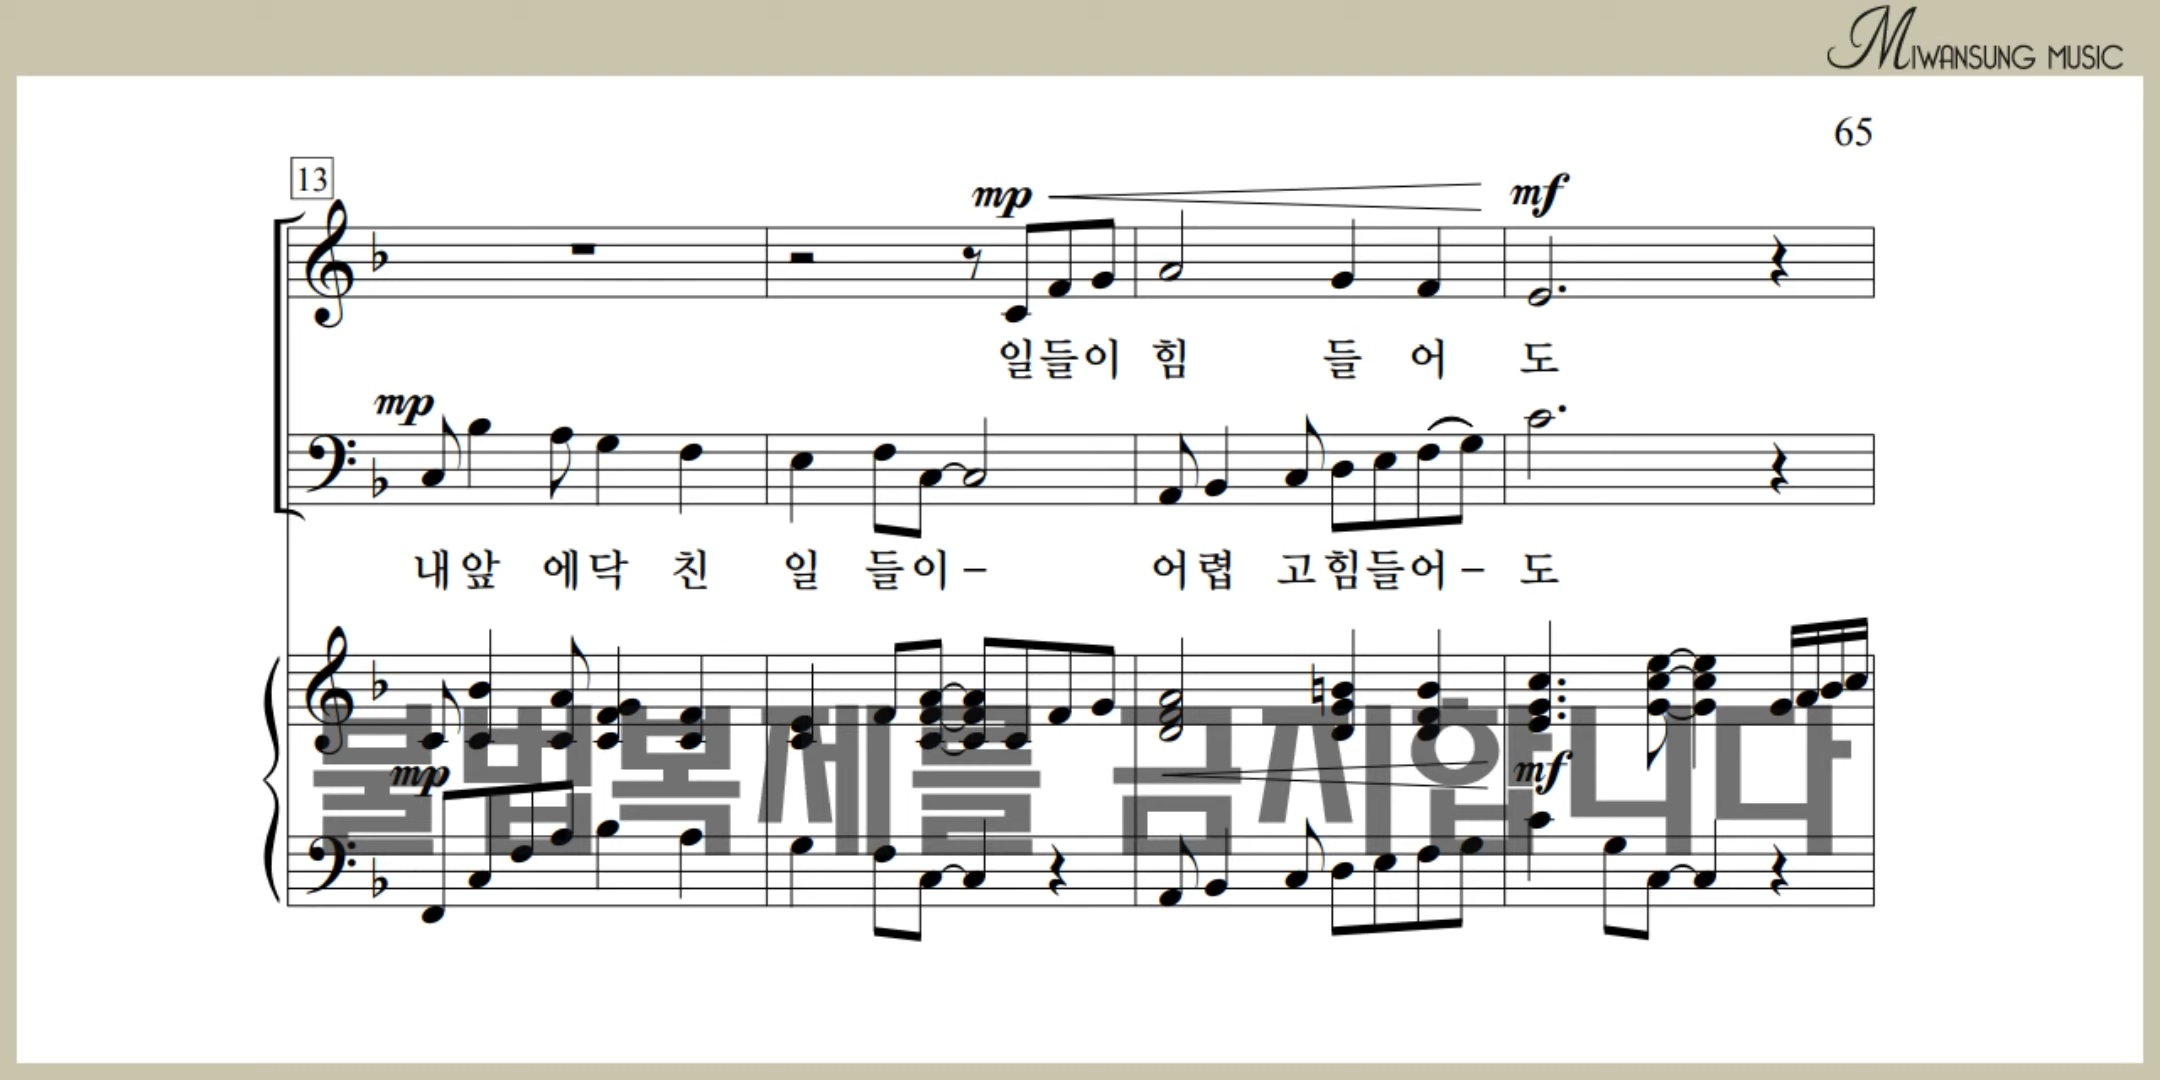 MIWANSUNG MUSIC
65
13
mp mf
일들이 힘 들 어 도
mp
내앞 에닥 친 일 들이– 어렵 고힘들어– 도
mp mf
불법복제를 금지합니다